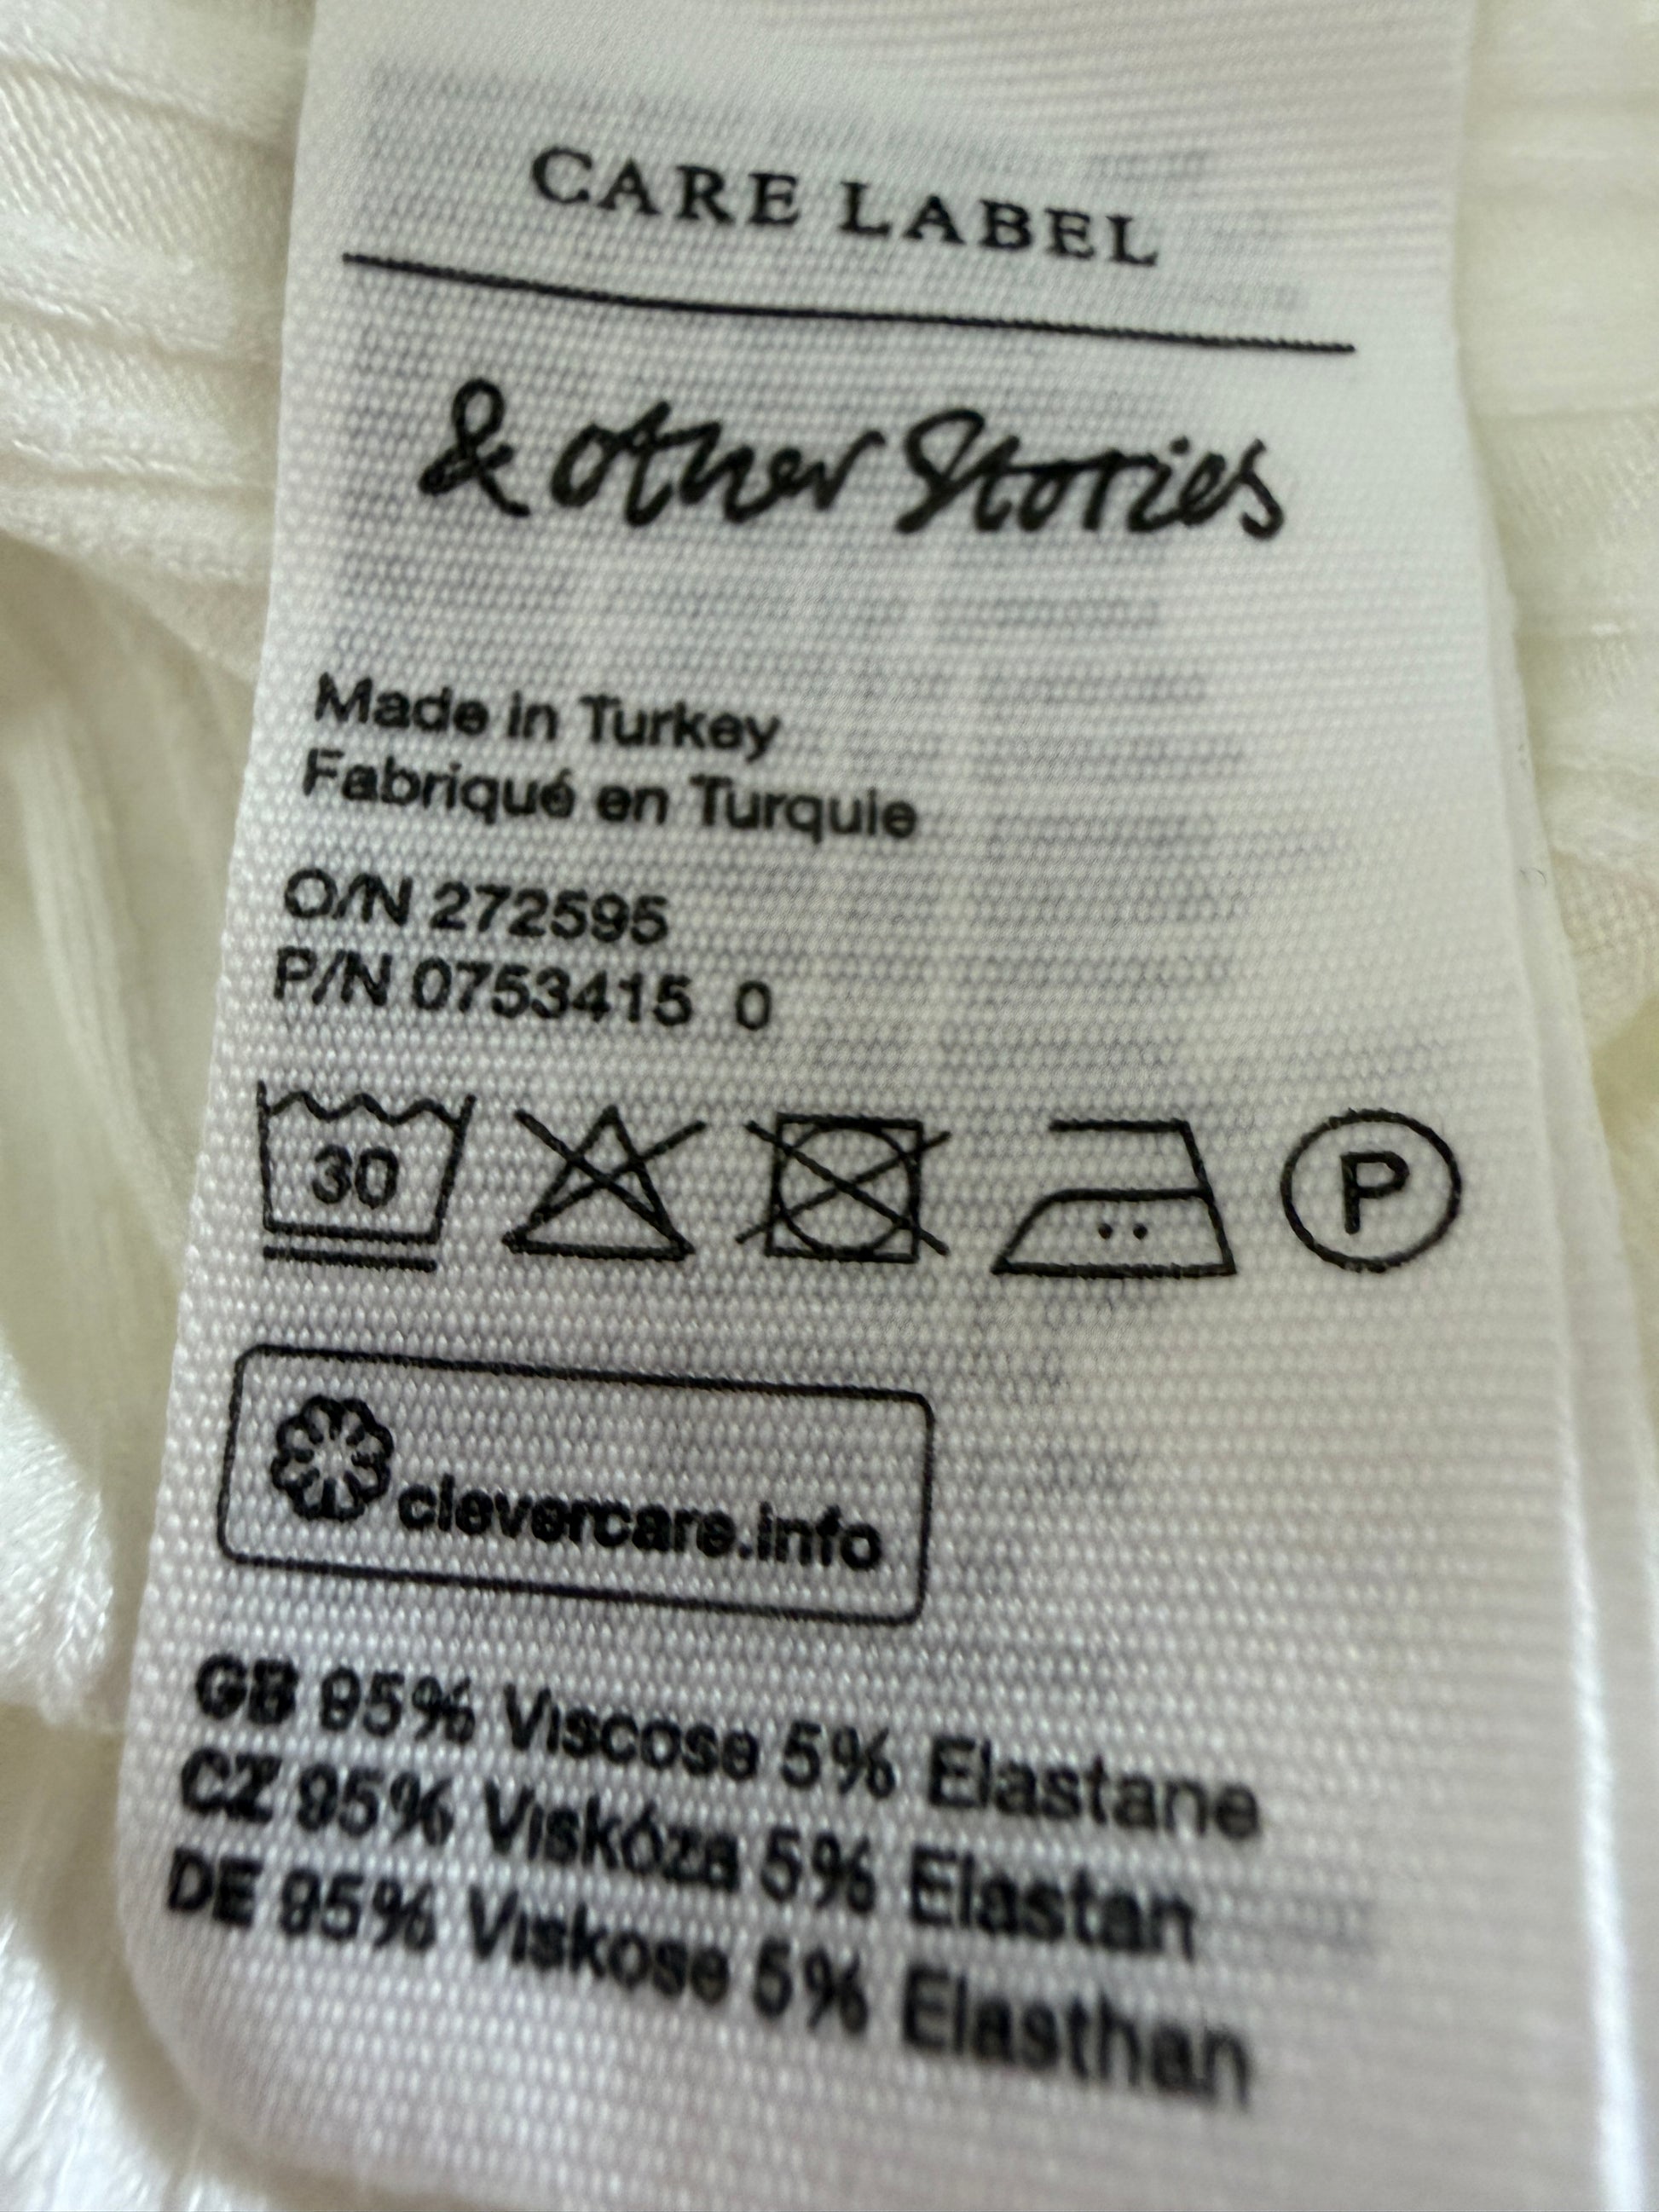 CARE LABEL
& other Stories
Made in Turkey
Fabriqué en Turquie
O/N 272595
P/N 0753415 0
30
P
clevercare.info
GB 95% Viscose 5% Elastane
CZ 95% Viskóza 5% Elastan
DE 95% Viskose 5% Elasthan